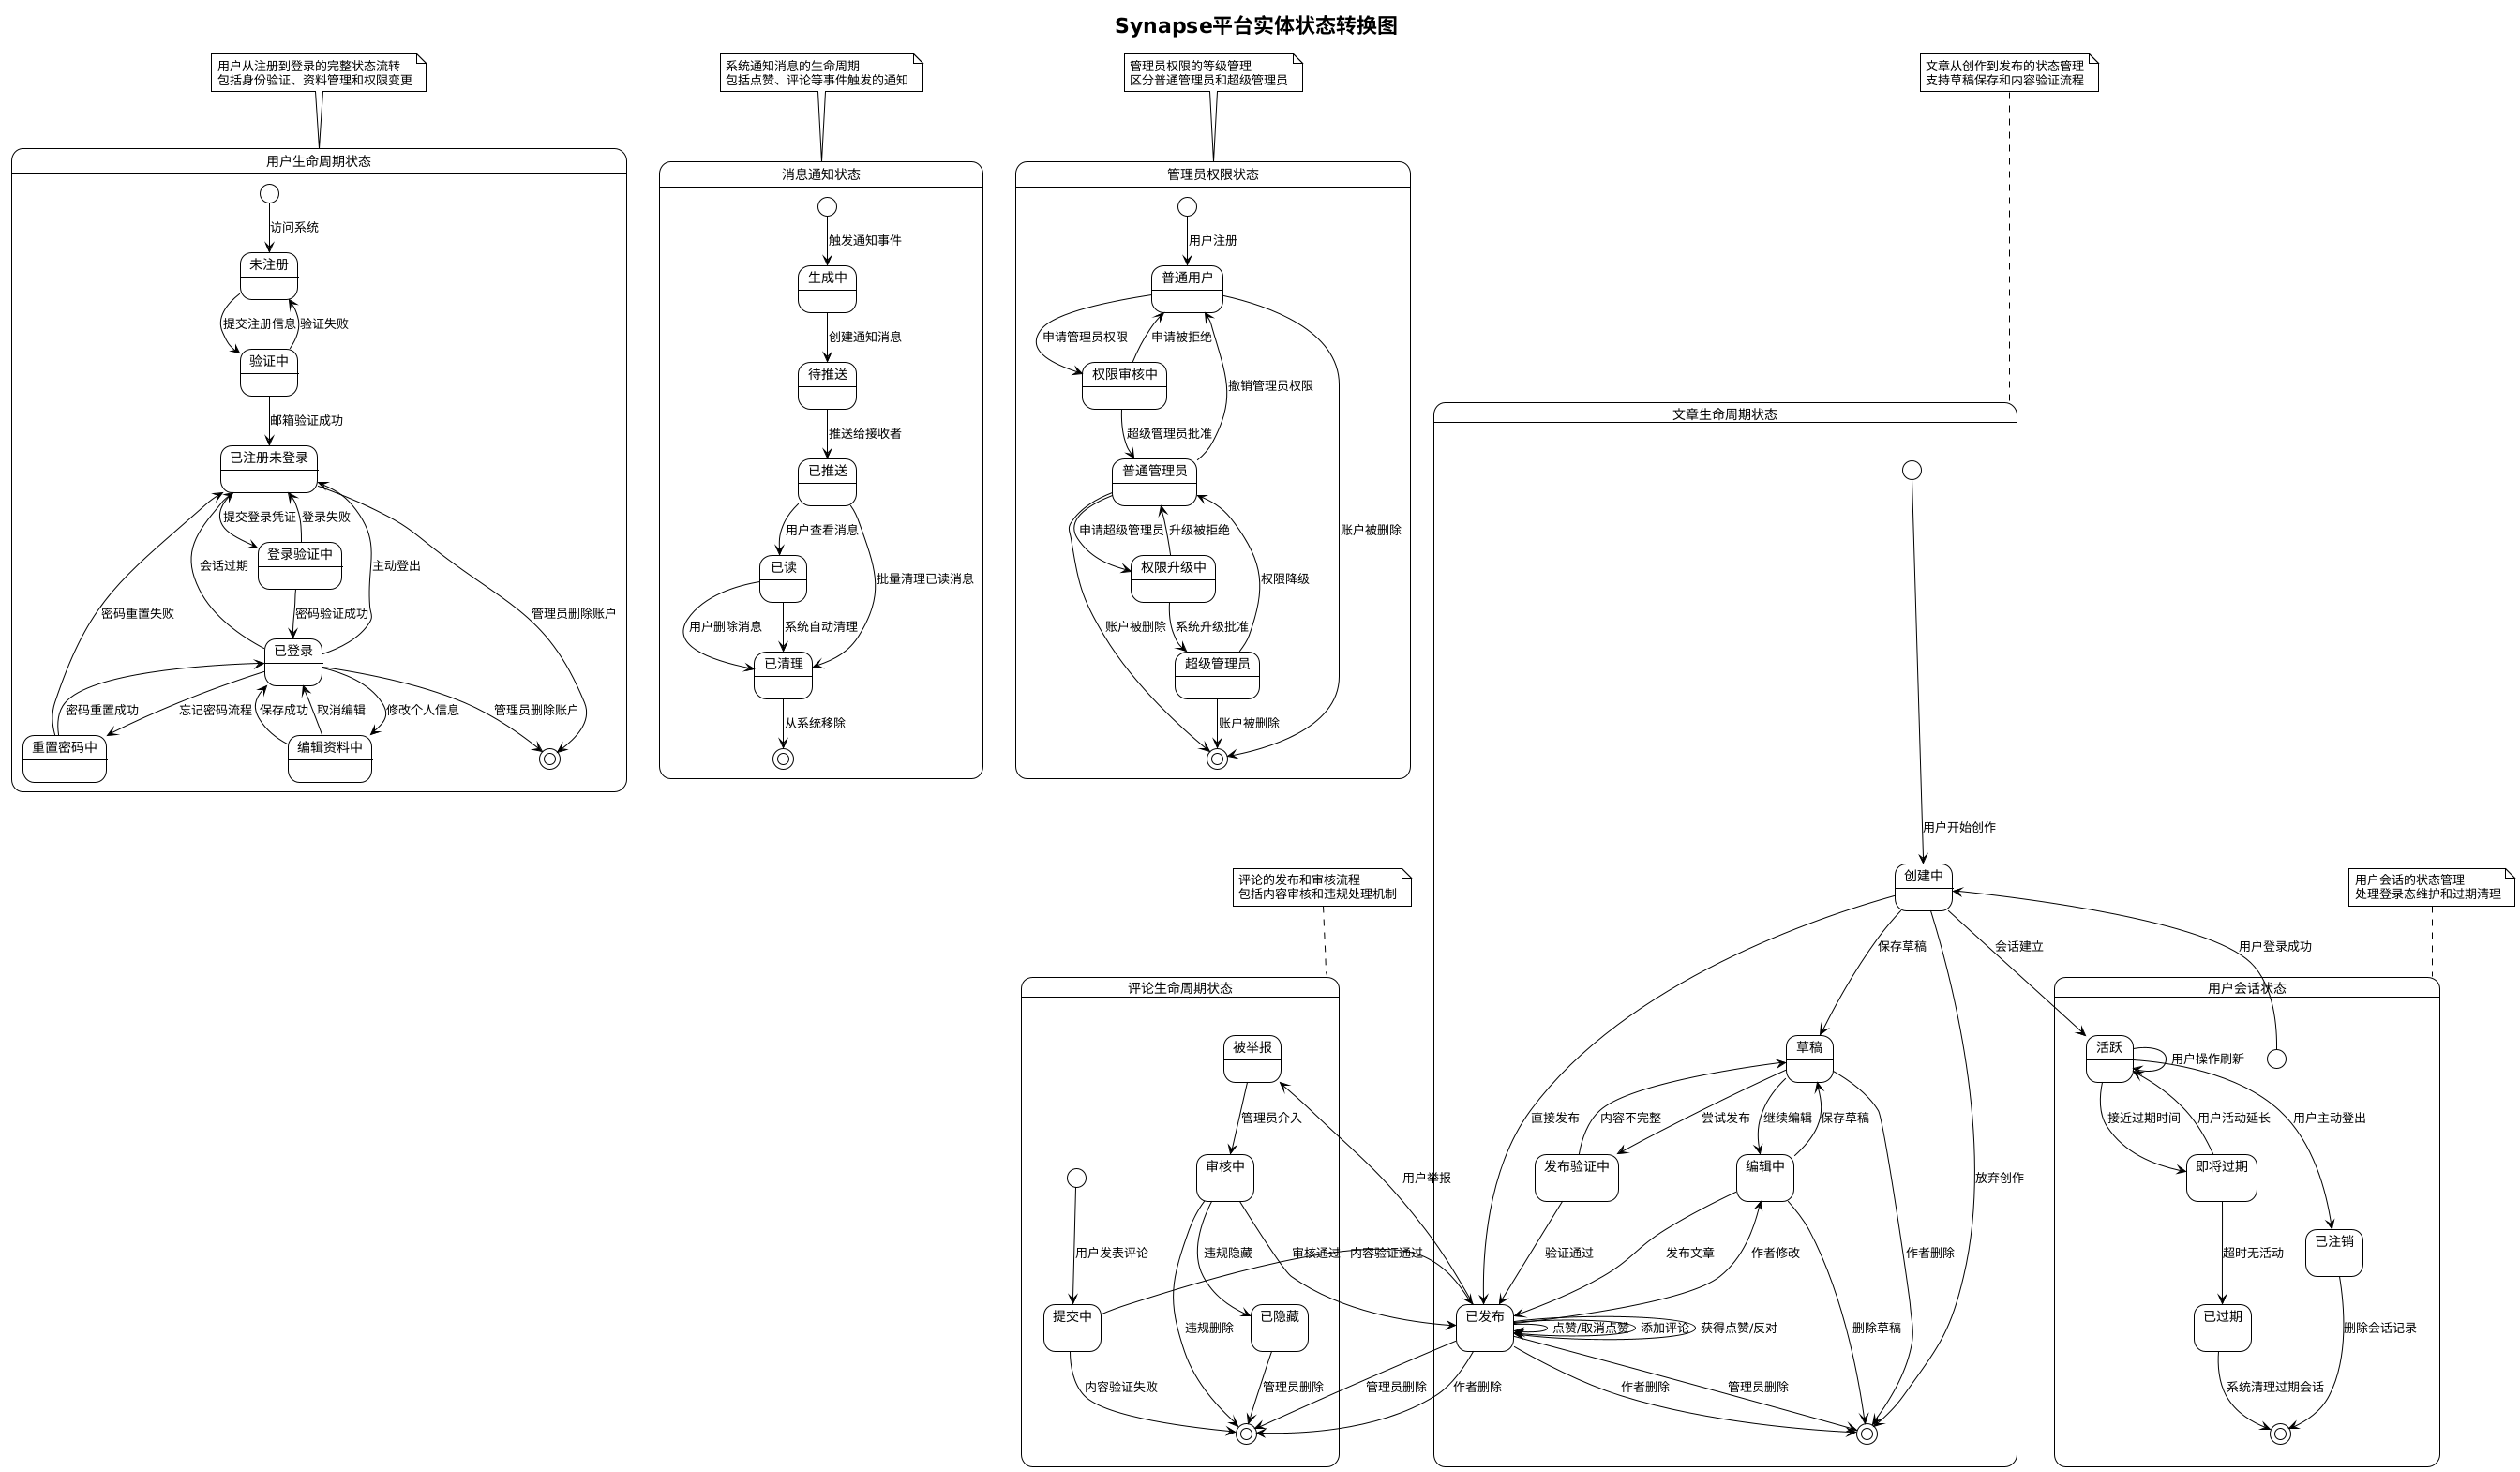 Synapse平台实体状态转换图
用户从注册到登录的完整状态流转
包括身份验证、资料管理和权限变更
系统通知消息的生命周期
包括点赞、评论等事件触发的通知
管理员权限的等级管理
区分普通管理员和超级管理员
文章从创作到发布的状态管理
支持草稿保存和内容验证流程
用户生命周期状态
访问系统
未注册
提交注册信息
验证失败
验证中
邮箱验证成功
已注册未登录
提交登录凭证
登录失败
会话过期
登录验证中
主动登出
密码重置失败
密码验证成功
管理员删除账户
已登录
密码重置成功
忘记密码流程
保存成功
取消编辑
修改个人信息
管理员删除账户
重置密码中
编辑资料中
消息通知状态
触发通知事件
生成中
创建通知消息
待推送
推送给接收者
已推送
用户查看消息
已读
批量清理已读消息
用户删除消息
系统自动清理
已清理
从系统移除
管理员权限状态
用户注册
普通用户
申请管理员权限
申请被拒绝
权限审核中
撤销管理员权限
超级管理员批准
普通管理员
申请超级管理员
升级被拒绝
账户被删除
权限升级中
权限降级
账户被删除
系统升级批准
超级管理员
账户被删除
文章生命周期状态
用户开始创作
创建中
保存草稿
会话建立
用户登录成功
草稿
直接发布
内容不完整
尝试发布
继续编辑
保存草稿
发布验证中
编辑中
放弃创作
验证通过
发布文章
作者修改
作者删除
已发布
点赞/取消点赞
添加评论
获得点赞/反对
删除草稿
作者删除
管理员删除
评论的发布和审核流程
包括内容审核和违规处理机制
评论生命周期状态
被举报
管理员介入
用户举报
审核中
用户发表评论
违规隐藏
审核通过
内容验证通过
提交中
违规删除
已隐藏
内容验证失败
管理员删除
管理员删除
作者删除
用户会话的状态管理
处理登录态维护和过期清理
用户会话状态
活跃
用户操作刷新
接近过期时间
用户活动延长
用户主动登出
即将过期
超时无活动
已注销
已过期
删除会话记录
系统清理过期会话